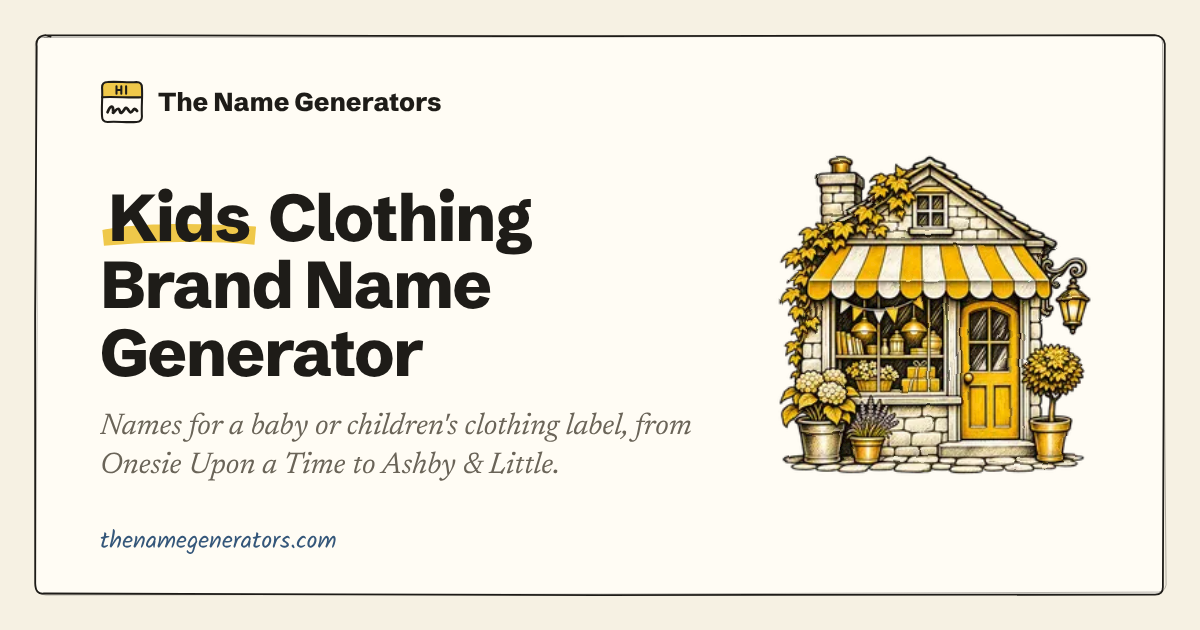 HI
The Name Generators
Kids Clothing
Brand Name
Generator
Names for a baby or children's clothing label, from
Onesie Upon a Time to Ashby & Little.
thenamegenerators.com